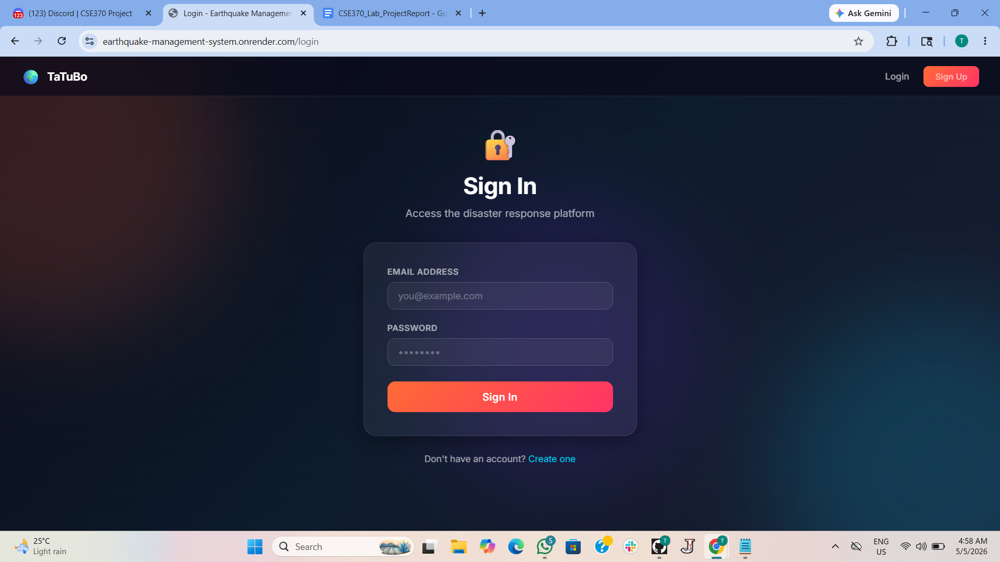 (123) Discord | CSE370 Project
Login - Earthquake Managemen
CSE370_Lab_ProjectReport - Go
Ask Gemini
earthquake-management-system.onrender.com/login
T
TaTuBo
Login
Sign Up
Sign In
Access the disaster response platform
EMAIL ADDRESS
you@example.com
PASSWORD
Sign In
Don't have an account? Create one
25°C
Light rain
Search
5
T
T
ENG
US
4:58 AM
5/5/2026